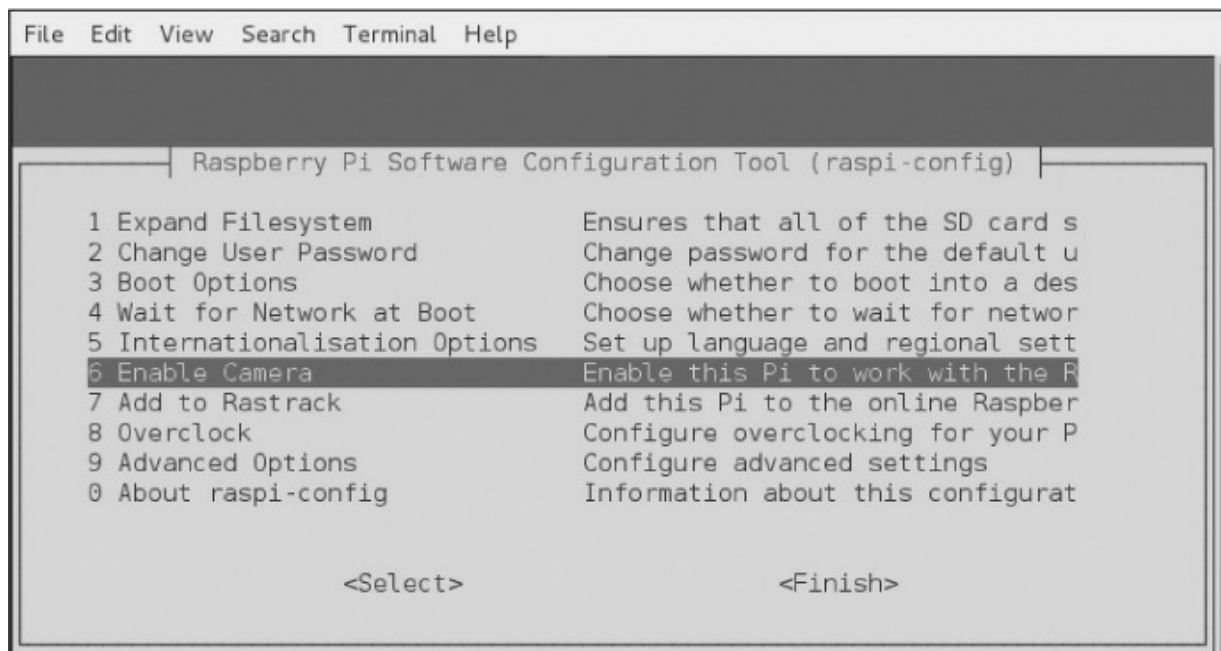 File Edit View Search Terminal Help
Raspberry Pi Software Configuration Tool (raspi-config)
1 Expand Filesystem Ensures that all of the SD card s
2 Change User Password Change password for the default u
3 Boot Options Choose whether to boot into a des
4 Wait for Network at Boot Choose whether to wait for networ
5 Internationalisation Options Set up language and regional sett
6 Enable Camera Enable this Pi to work with the R
7 Add to Rastrack Add this Pi to the online Raspber
8 Overclock Configure overclocking for your P
9 Advanced Options Configure advanced settings
0 About raspi-config Information about this configurat
<Select> <Finish>